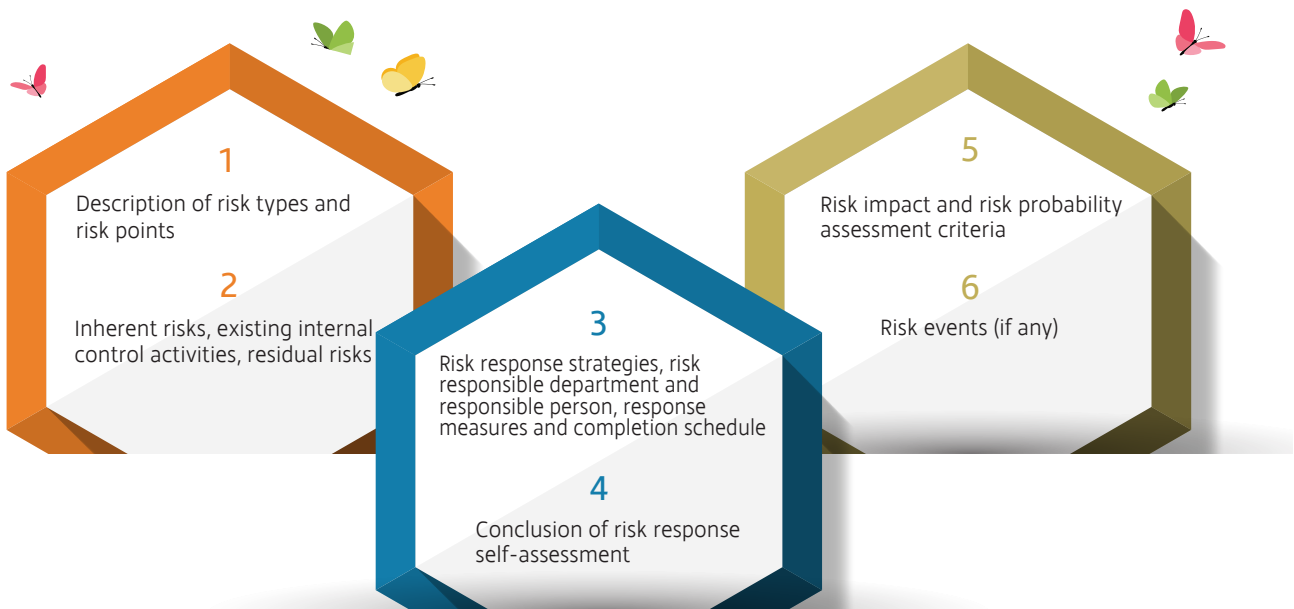 1
Description of risk types and
risk points
2
Inherent risks, existing internal
control activities, residual risks
3
Risk response strategies, risk
responsible department and
responsible person, response
measures and completion schedule
4
Conclusion of risk response
self-assessment
5
Risk impact and risk probability
assessment criteria
6
Risk events (if any)